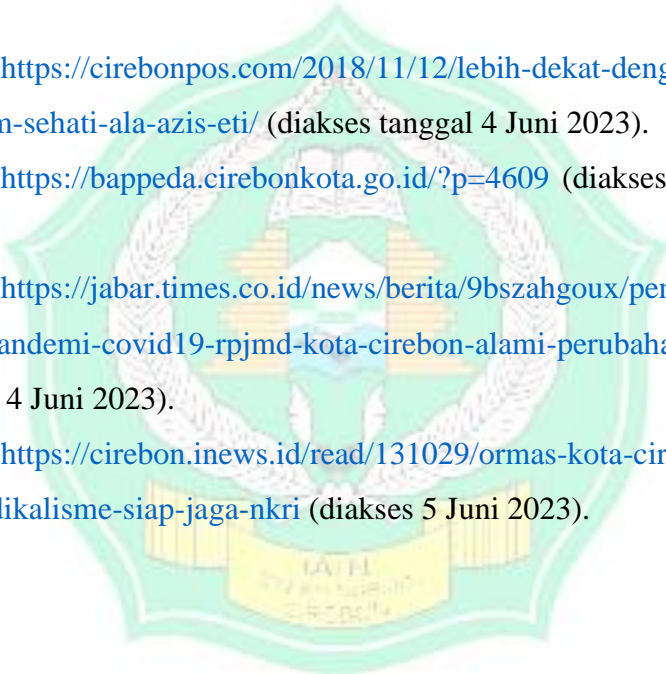 https://cirebonpos.com/2018/11/12/lebih-dekat-deng
n-sehati-ala-azis-eti/ (diakses tanggal 4 Juni 2023).
https://bappeda.cirebonkota.go.id/?p=4609 (diakses
https://jabar.times.co.id/news/berita/9bszahgoux/per
andemi-covid19-rpjmd-kota-cirebon-alami-perubaha
4 Juni 2023).
https://cirebon.inews.id/read/131029/ormas-kota-cir
dikalisme-siap-jaga-nkri (diakses 5 Juni 2023).
IAIN
CIREBON